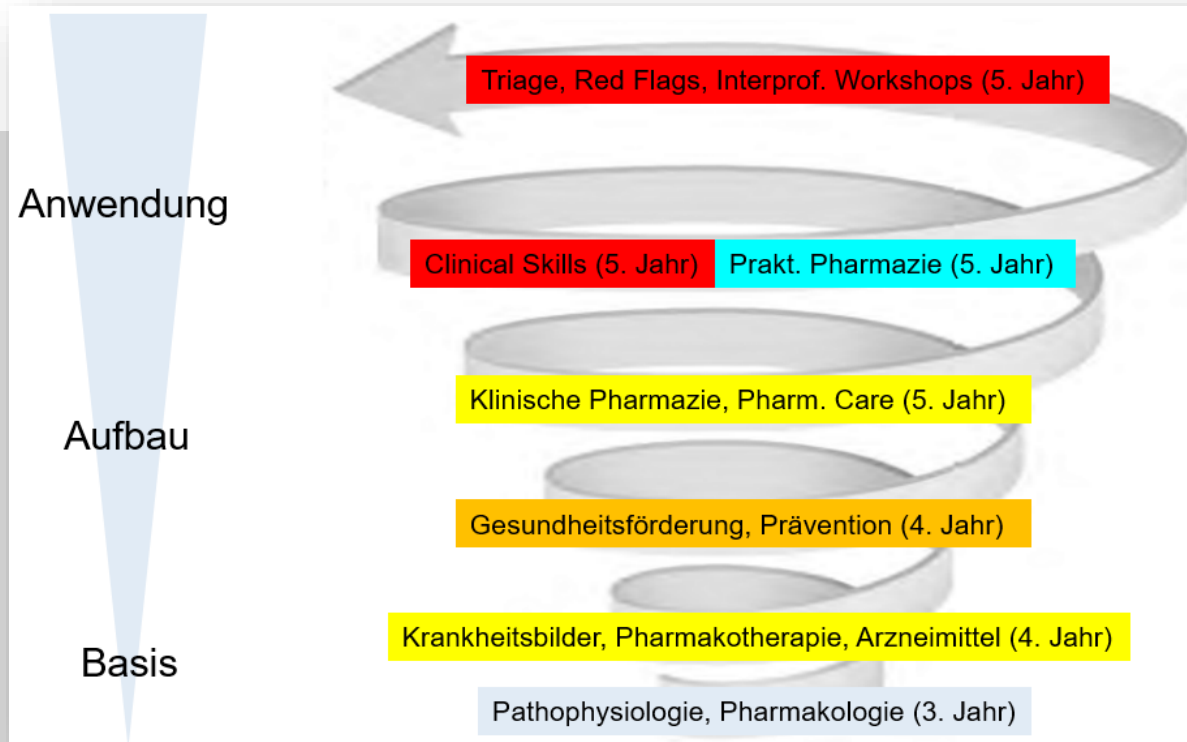 Triage, Red Flags, Interprof. Workshops (5. Jahr)
Anwendung
Clinical Skills (5. Jahr) Prakt. Pharmazie (5. Jahr)
Klinische Pharmazie, Pharm. Care (5. Jahr)
Aufbau
Gesundheitsförderung, Prävention (4. Jahr)
Krankheitsbilder, Pharmakotherapie, Arzneimittel (4. Jahr)
Basis
Pathophysiologie, Pharmakologie (3. Jahr)